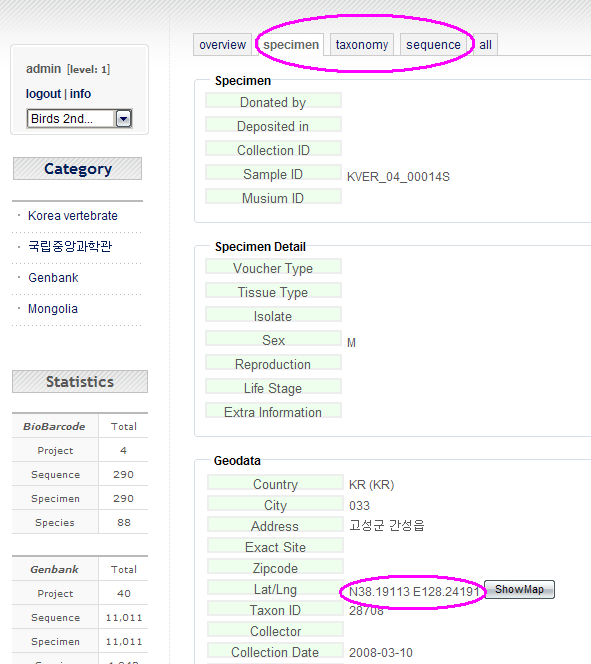 overview specimen taxonomy sequence all
admin [level: 1]
logout | info
Birds 2nd...
Category
· Korea vertebrate
· 국립중앙과학관
· Genbank
· Mongolia
Statistics
BioBarcode Total
Project 4
Sequence 290
Specimen 290
Species 88
Genbank Total
Project 40
Sequence 11,011
Specimen 11,011
Specimen
Donated by
Deposited in
Collection ID
Sample ID KVER_04_00014S
Musium ID
Specimen Detail
Voucher Type
Tissue Type
Isolate
Sex M
Reproduction
Life Stage
Extra Information
Geodata
Country KR (KR)
City 033
Address 고성군 간성읍
Exact Site
Zipcode
Lat/Lng N38.19113 E128.24191 ShowMap
Taxon ID 28708
Collector
Collection Date 2008-03-10